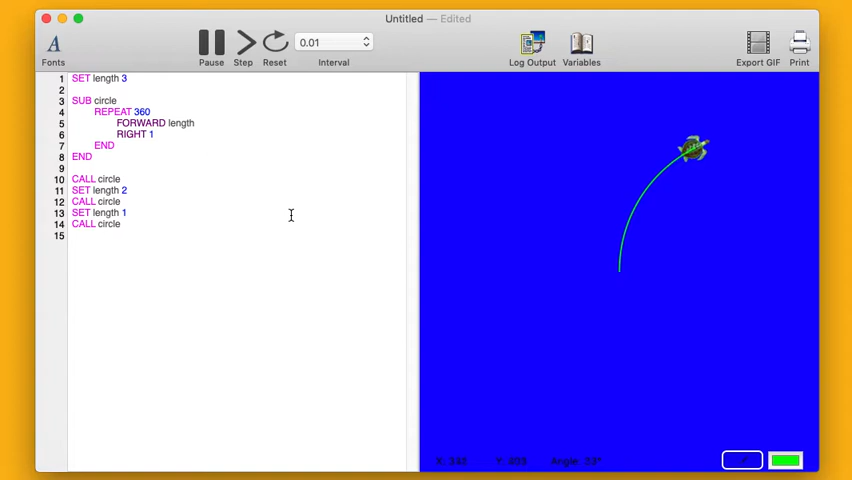 Untitled — Edited
0.01
Fonts Pause Step Reset Interval Log Output Variables Export GIF Print
1 SET length 3
2
3 SUB circle
4 REPEAT 360
5 FORWARD length
6 RIGHT 1
7 END
8 END
9
10 CALL circle
11 SET length 2
12 CALL circle
13 SET length 1
14 CALL circle
15
X: Y: Angle: